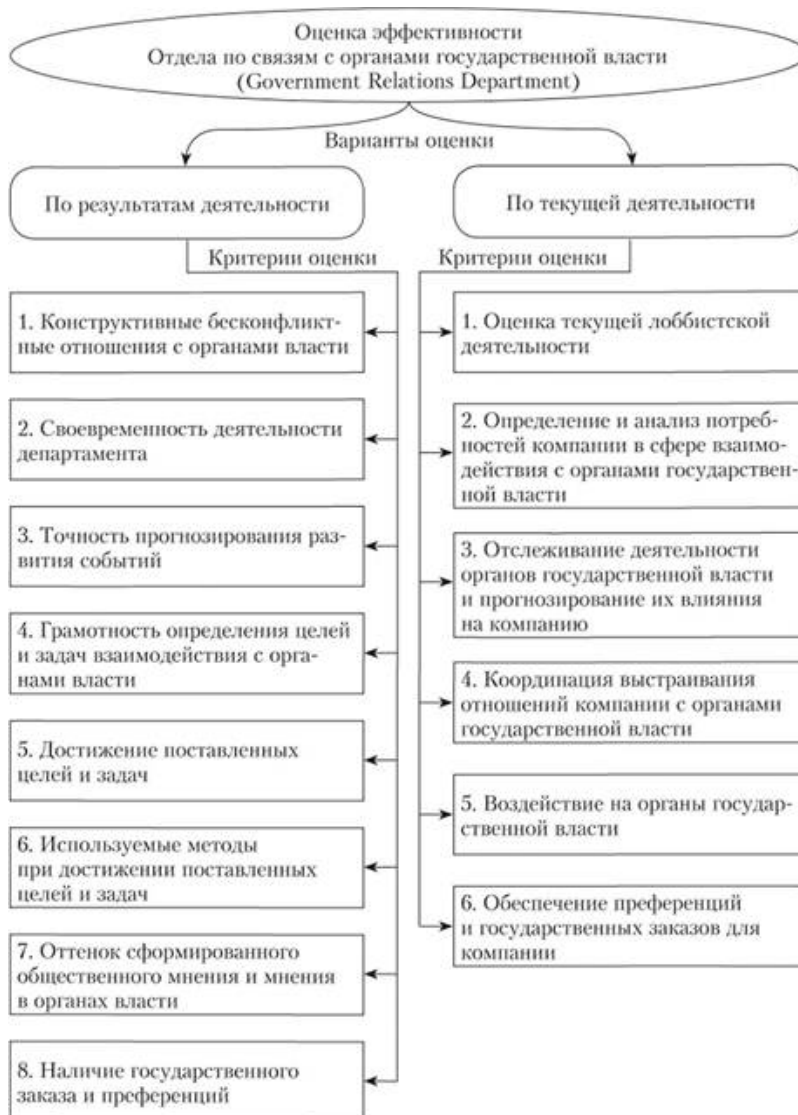 Оценка эффективности
Отдела по связям с органами государственной власти
(Government Relations Department)
Варианты оценки
По результатам деятельности
По текущей деятельности
Критерии оценки
Критерии оценки
1. Конструктивные бесконфликт-
ные отношения с органами власти
2. Своевременность деятельности
департамента
3. Точность прогнозирования раз-
вития событий
4. Грамотность определения целей
и задач взаимодействия с орга-
нами власти
5. Достижение поставленных
целей и задач
6. Используемые методы
при достижении поставленных
целей и задач
7. Оттенок сформированного
общественного мнения и мнения
в органах власти
8. Наличие государственного
заказа и преференций
1. Оценка текущей лоббистской
деятельности
2. Определение и анализ потреб-
ностей компании в сфере взаимо-
действия с органами государствен-
ной власти
3. Отслеживание деятельности
органов государственной власти
и прогнозирование их влияния
на компанию
4. Координация выстраивания
отношений компании с органами
государственной власти
5. Воздействие на органы государ-
ственной власти
6. Обеспечение преференций
и государственных заказов для
компании